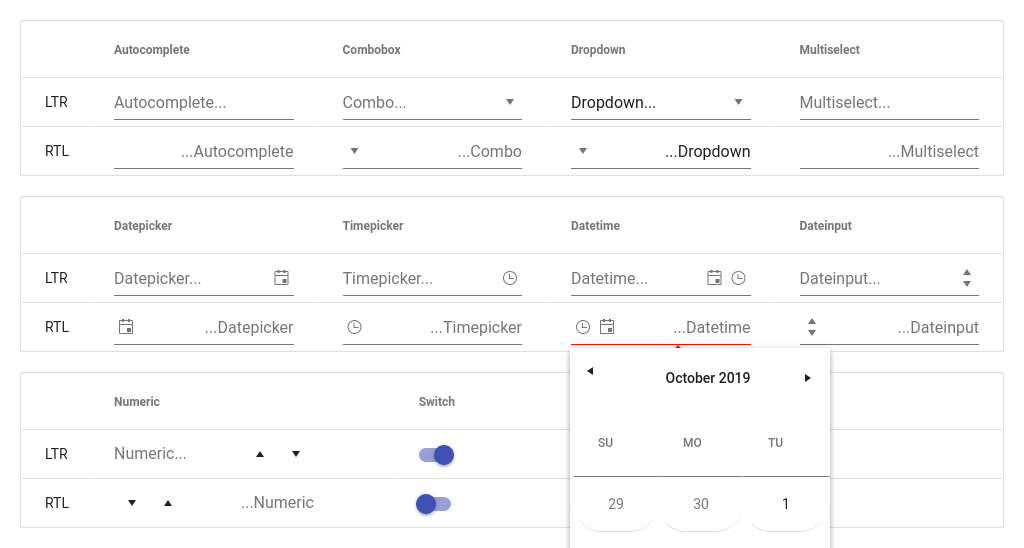 Autocomplete Combobox Dropdown Multiselect
LTR Autocomplete... Combo... Dropdown... Multiselect...
RTL ...Autocomplete ...Combo ...Dropdown ...Multiselect
Datepicker Timepicker Datetime Dateinput
LTR Datepicker... Timepicker... Datetime... Dateinput...
RTL ...Datepicker ...Timepicker ...Datetime ...Dateinput
Numeric Switch
LTR Numeric...
RTL ...Numeric
October 2019
SU MO TU
29 30 1